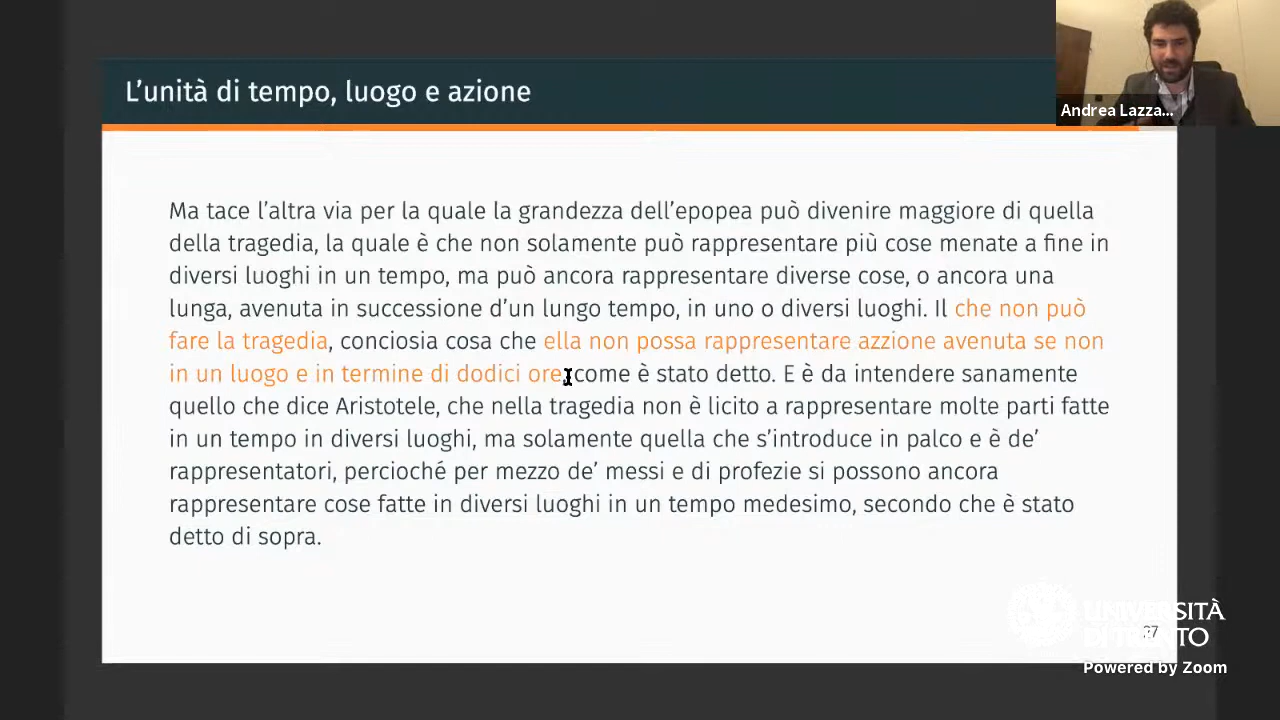 L'unità di tempo, luogo e azione
Andrea Lazza...
Ma tace l'altra via per la quale la grandezza dell'epopea può divenire maggiore di quella
della tragedia, la quale è che non solamente può rappresentare più cose menate a fine in
diversi luoghi in un tempo, ma può ancora rappresentare diverse cose, o ancora una
lunga, avenuta in successione d'un lungo tempo, in uno o diversi luoghi. Il che non può
fare la tragedia, conciosia cosa che ella non possa rappresentare azzione avenuta se non
in un luogo e in termine di dodici ore, come è stato detto. E è da intendere sanamente
quello che dice Aristotele, che nella tragedia non è licito a rappresentare molte parti fatte
in un tempo in diversi luoghi, ma solamente quella che s'introduce in palco e è de'
rappresentatori, percioché per mezzo de' messi e di profezie si possono ancora
rappresentare cose fatte in diversi luoghi in un tempo medesimo, secondo che è stato
detto di sopra.
UNIVERSITÀ
DI TRENTO
Powered by Zoom